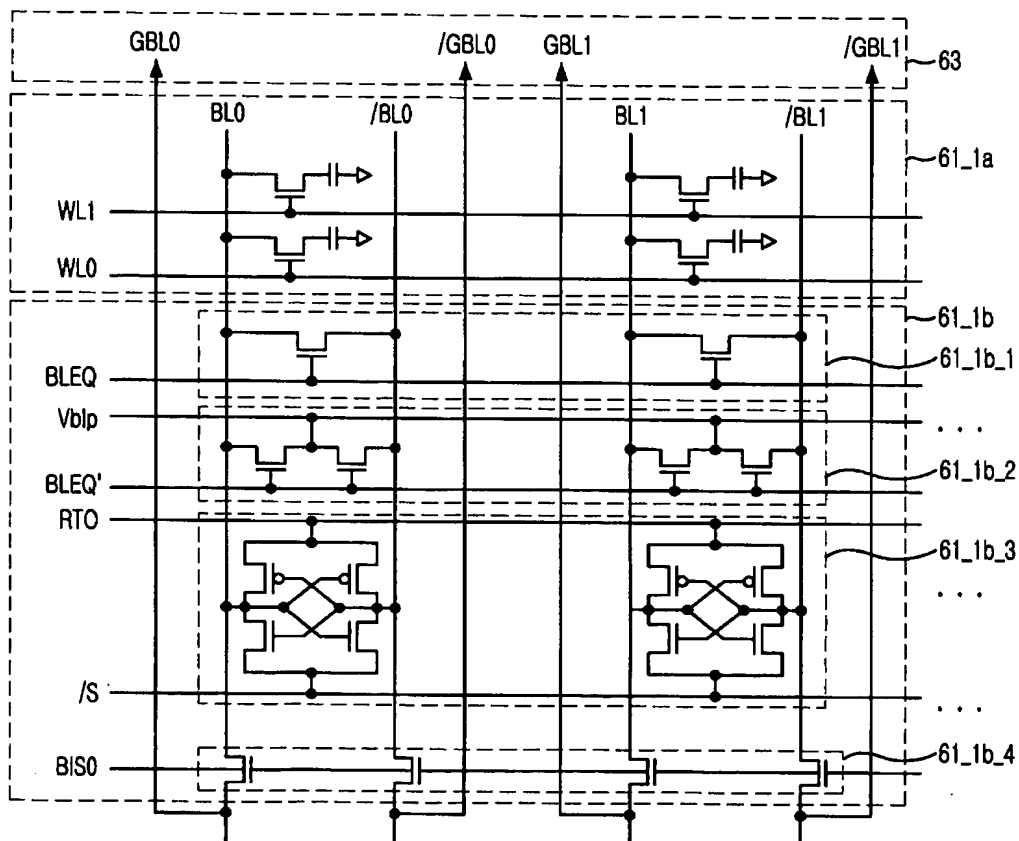 GBL0 /GBL0 GBL1 /GBL1
63
BL0 /BL0 BL1 /BL1
61_1a
WL1
WL0
61_1b
61_1b_1
BLEQ
Vblp
. . .
61_1b_2
BLEQ'
RTO
61_1b_3
. . .
/S
. . .
61_1b_4
BIS0